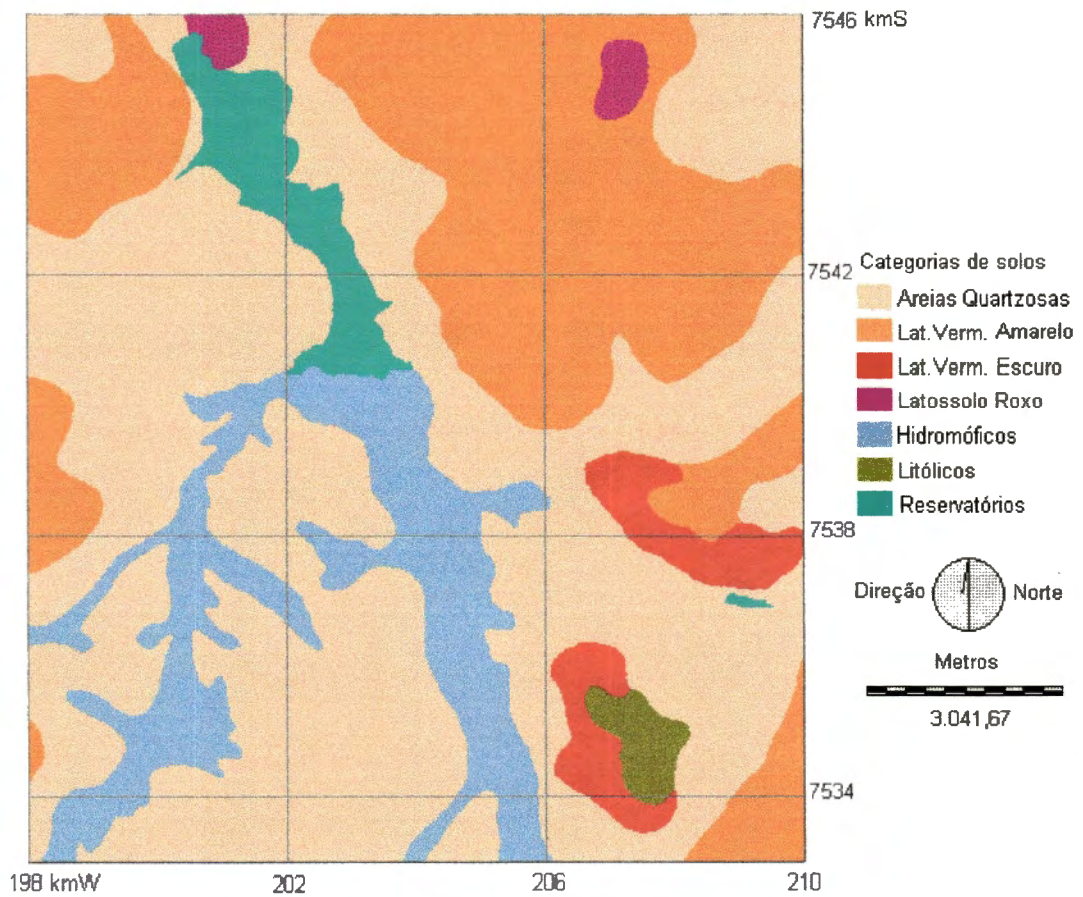 7546 kmS
7542
Categorias de solos
Areias Quartzosas
Lat.Verm. Amarelo
Lat.Verm. Escuro
Latossolo Roxo
Hidromóficos
Litólicos
Reservatórios
7538
Direção Norte
Metros
3.041,67
7534
198 kmW 202 206 210